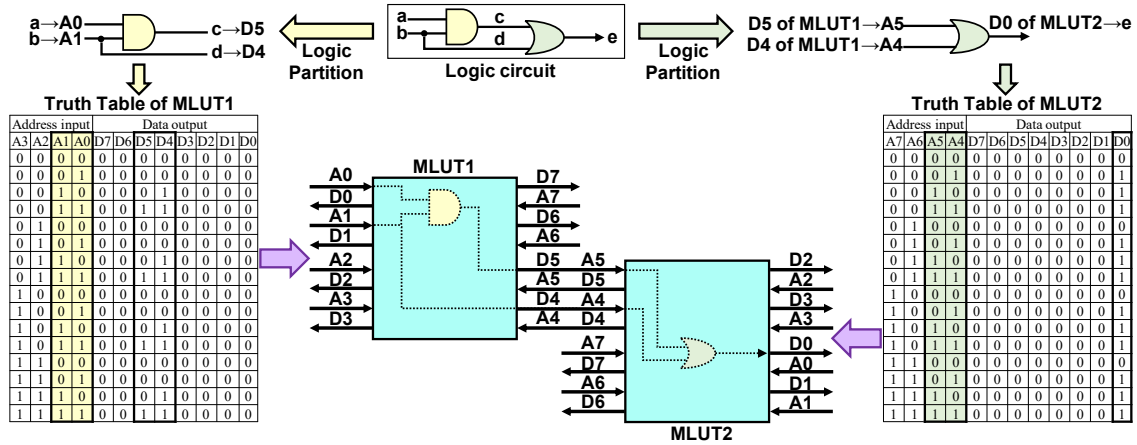 a→A0
b→A1
c→D5
d→D4
Logic
Partition
a
b
c
d
e
Logic circuit
Logic
Partition
D5 of MLUT1→A5
D4 of MLUT1→A4
D0 of MLUT2→e
Truth Table of MLUT1
Address input Data output
A3 A2 A1 A0 D7 D6 D5 D4 D3 D2 D1 D0
0 0 0 0 0 0 0 0 0 0 0 0
0 0 0 1 0 0 0 0 0 0 0 0
0 0 1 0 0 0 0 1 0 0 0 0
0 0 1 1 0 0 1 1 0 0 0 0
0 1 0 0 0 0 0 0 0 0 0 0
0 1 0 1 0 0 0 0 0 0 0 0
0 1 1 0 0 0 0 1 0 0 0 0
0 1 1 1 0 0 1 1 0 0 0 0
1 0 0 0 0 0 0 0 0 0 0 0
1 0 0 1 0 0 0 0 0 0 0 0
1 0 1 0 0 0 0 1 0 0 0 0
1 0 1 1 0 0 1 1 0 0 0 0
1 1 0 0 0 0 0 0 0 0 0 0
1 1 0 1 0 0 0 0 0 0 0 0
1 1 1 0 0 0 0 1 0 0 0 0
1 1 1 1 0 0 1 1 0 0 0 0
MLUT1
A0 D7
D0 A7
A1 D6
D1 A6
A2 D5 A5
D2 A5 D5
A3 D4 A4
D3 A4 D4
D2
A2
D3
A3
A7 D0
D7 A0
A6 D1
D6 A1
MLUT2
Truth Table of MLUT2
Address input Data output
A7 A6 A5 A4 D7 D6 D5 D4 D3 D2 D1 D0
0 0 0 0 0 0 0 0 0 0 0 0
0 0 0 1 0 0 0 0 0 0 0 1
0 0 1 0 0 0 0 0 0 0 0 1
0 0 1 1 0 0 0 0 0 0 0 1
0 1 0 0 0 0 0 0 0 0 0 0
0 1 0 1 0 0 0 0 0 0 0 1
0 1 1 0 0 0 0 0 0 0 0 1
0 1 1 1 0 0 0 0 0 0 0 1
1 0 0 0 0 0 0 0 0 0 0 0
1 0 0 1 0 0 0 0 0 0 0 1
1 0 1 0 0 0 0 0 0 0 0 1
1 0 1 1 0 0 0 0 0 0 0 1
1 1 0 0 0 0 0 0 0 0 0 0
1 1 0 1 0 0 0 0 0 0 0 1
1 1 1 0 0 0 0 0 0 0 0 1
1 1 1 1 0 0 0 0 0 0 0 1